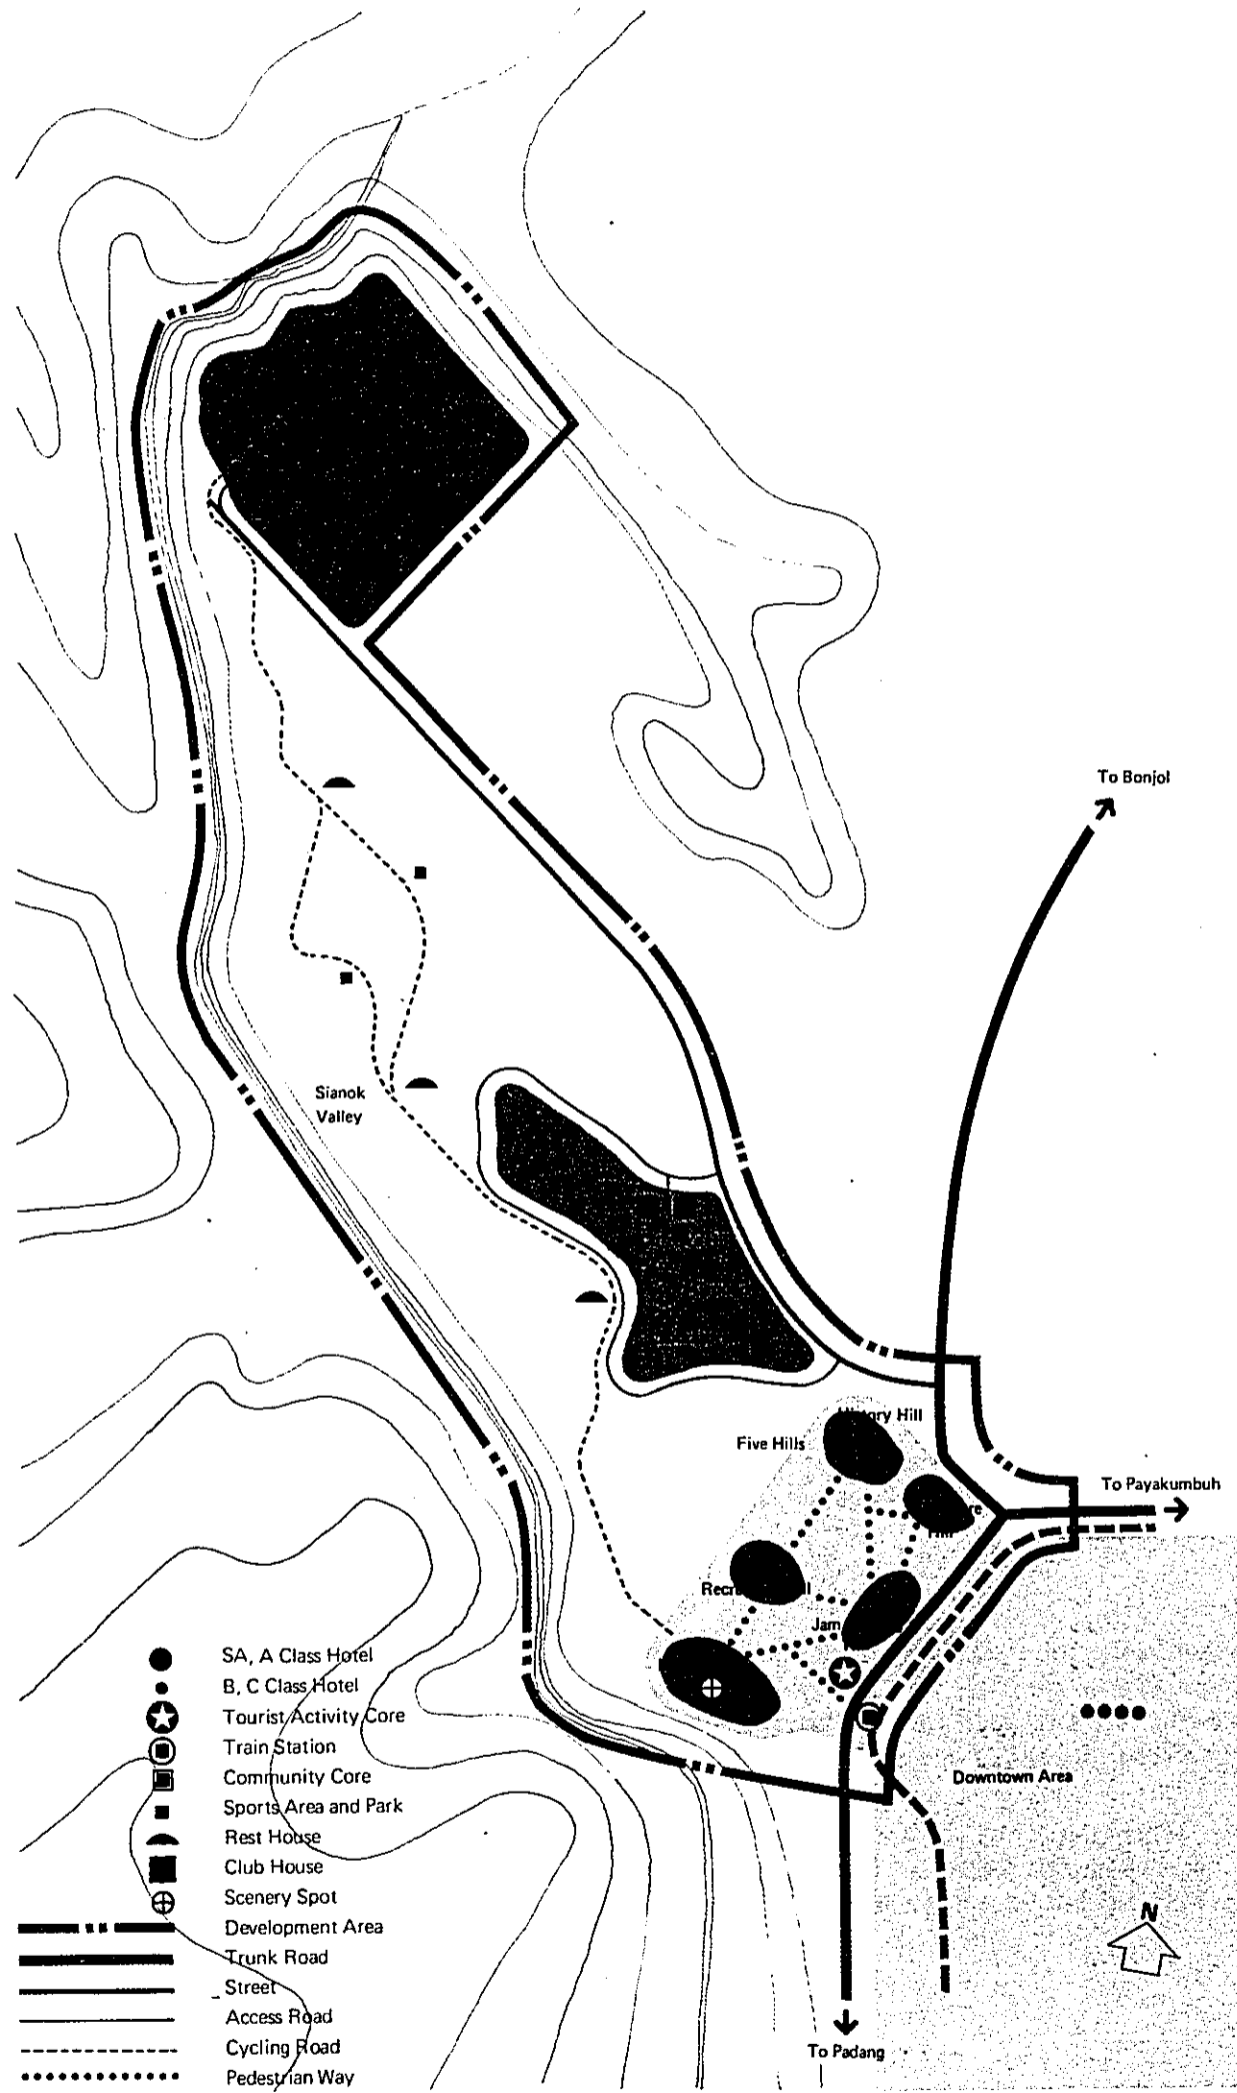 To Bonjol
Sianok
Valley
Hill
Five Hills
To Payakumbuh
Downtown Area
SA, A Class Hotel
B, C Class Hotel
Tourist Activity Core
Train Station
Community Core
Sports Area and Park
Rest House
Club House
Scenery Spot
Development Area
Trunk Road
Street
Access Road
Cycling Road
Pedestrian Way
N
To Padang